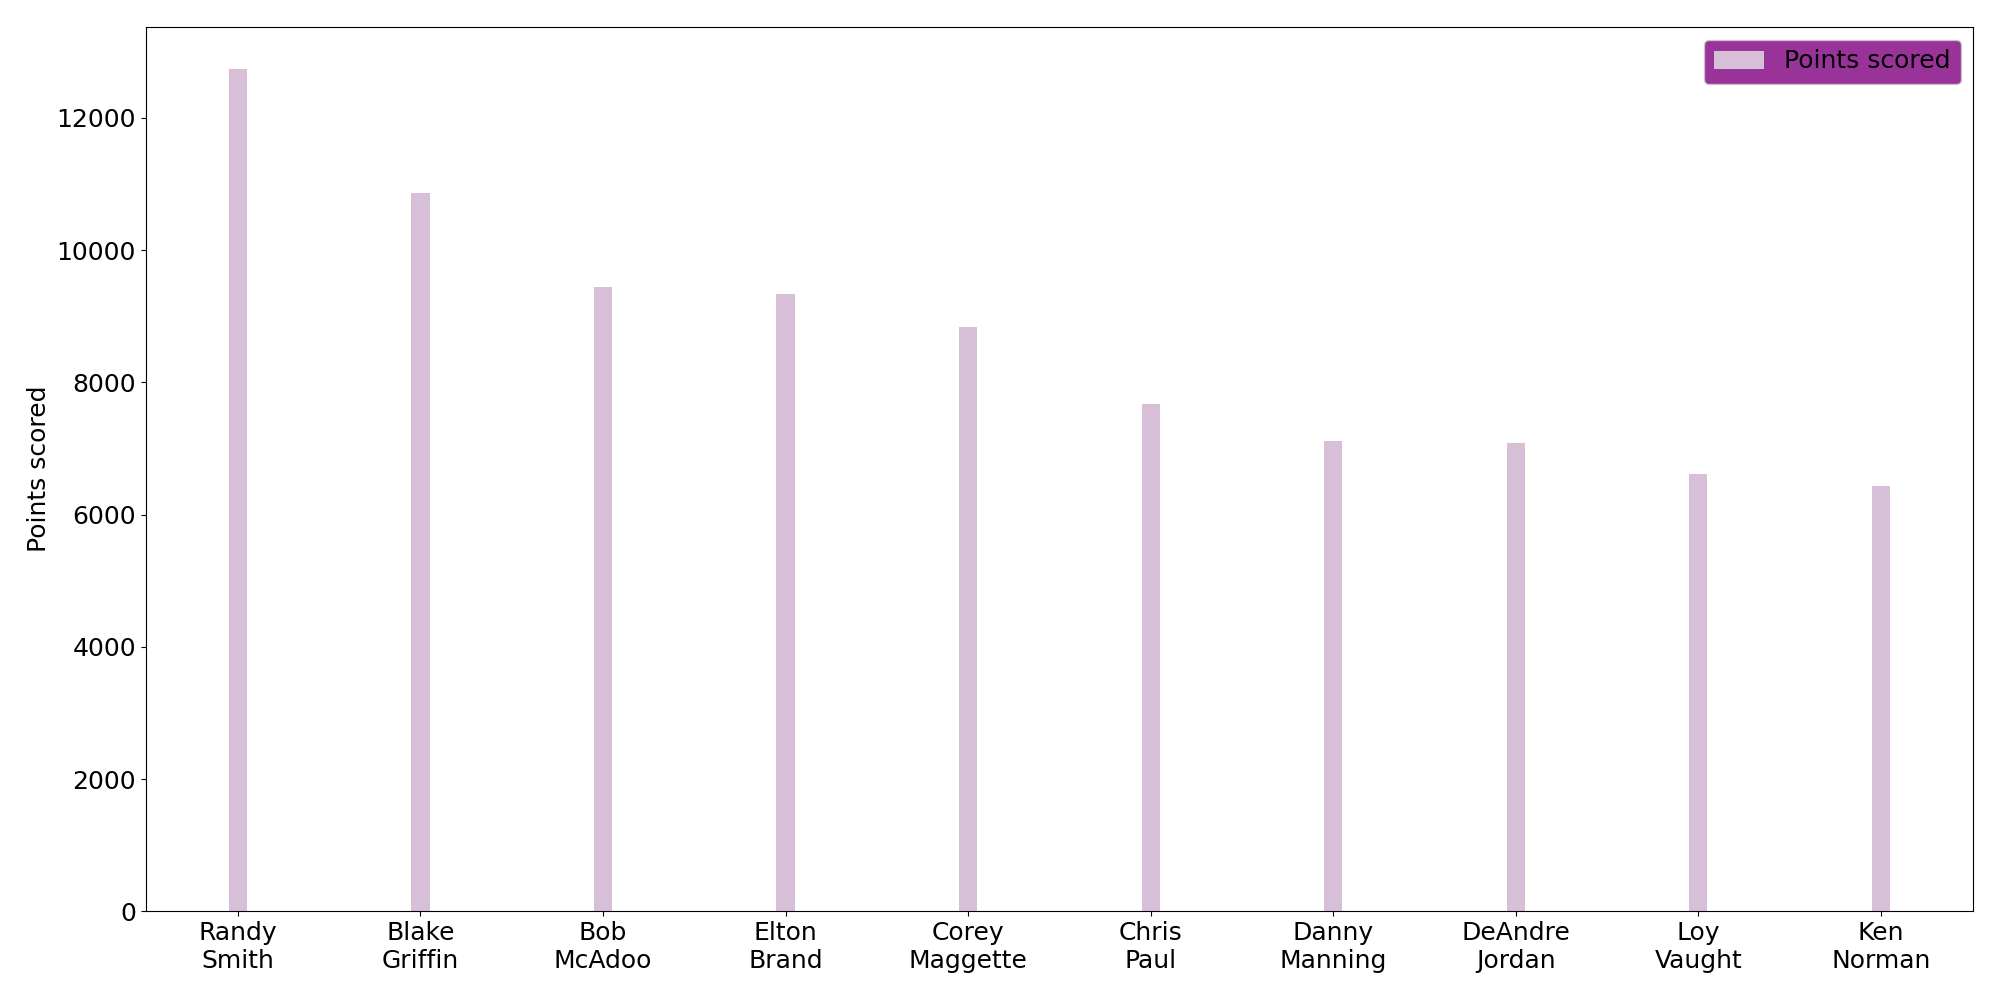 Points scored
12000
10000
8000
6000
4000
2000
0
Points scored
Randy Smith
Blake Griffin
Bob McAdoo
Elton Brand
Corey Maggette
Chris Paul
Danny Manning
DeAndre Jordan
Loy Vaught
Ken Norman